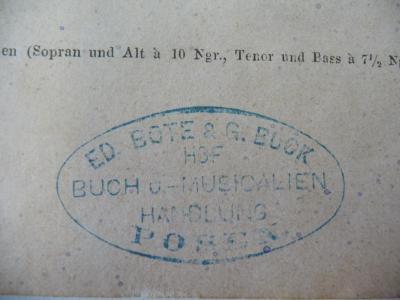 en (Sopran und Alt à 10 Ngr., Tenor und Bass à 7½ N
ED. BOTE & G. BOCK
HOF
BUCH U.-MUSICALIEN
HANDLUNG
POSEN